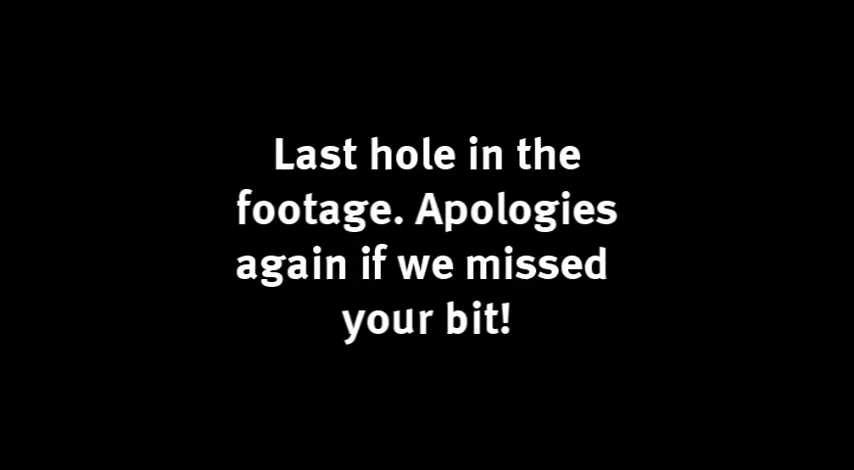 Last hole in the
footage. Apologies
again if we missed
your bit!